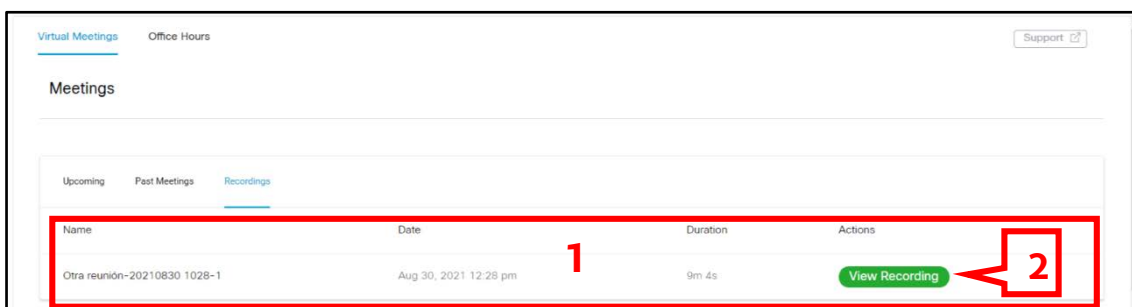 Virtual Meetings Office Hours Support
Meetings
Upcoming Past Meetings Recordings
Name Date Duration Actions
1
2
Otra reunión-20210830 1028-1 Aug 30, 2021 12:28 pm 9m 4s View Recording